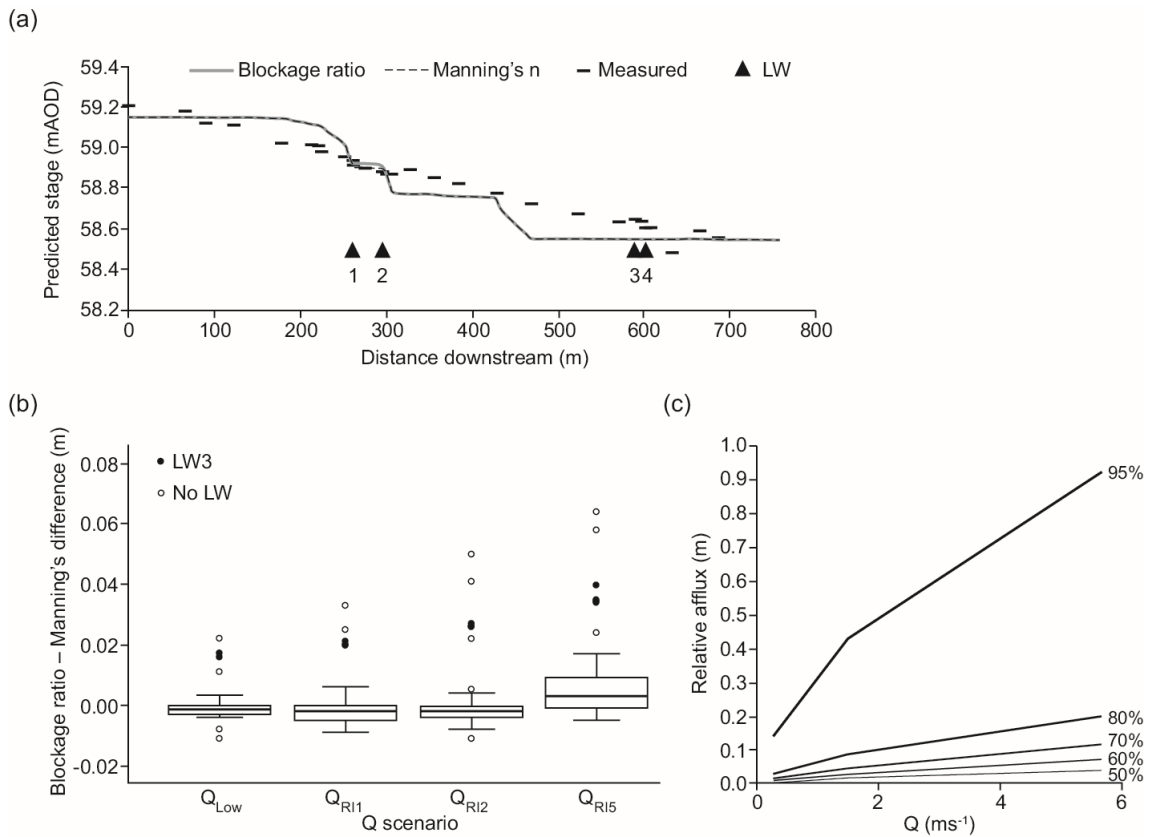 (a)
59.4
59.2
59.0
58.8
58.6
58.4
58.2
Predicted stage (mAOD)
Blockage ratio
Manning's n
Measured
LW
1
2
3
4
0 100 200 300 400 500 600 700 800
Distance downstream (m)
(b)
Blockage ratio – Manning's difference (m)
0.08
0.06
0.04
0.02
0.00
-0.02
LW3
No LW
QLow QRI1 QRI2 QRI5
Q scenario
(c)
Relative afflux (m)
1.0
0.9
0.8
0.7
0.6
0.5
0.4
0.3
0.2
0.1
0.0
95%
80%
70%
60%
50%
0 2 4 6
Q (ms-1)